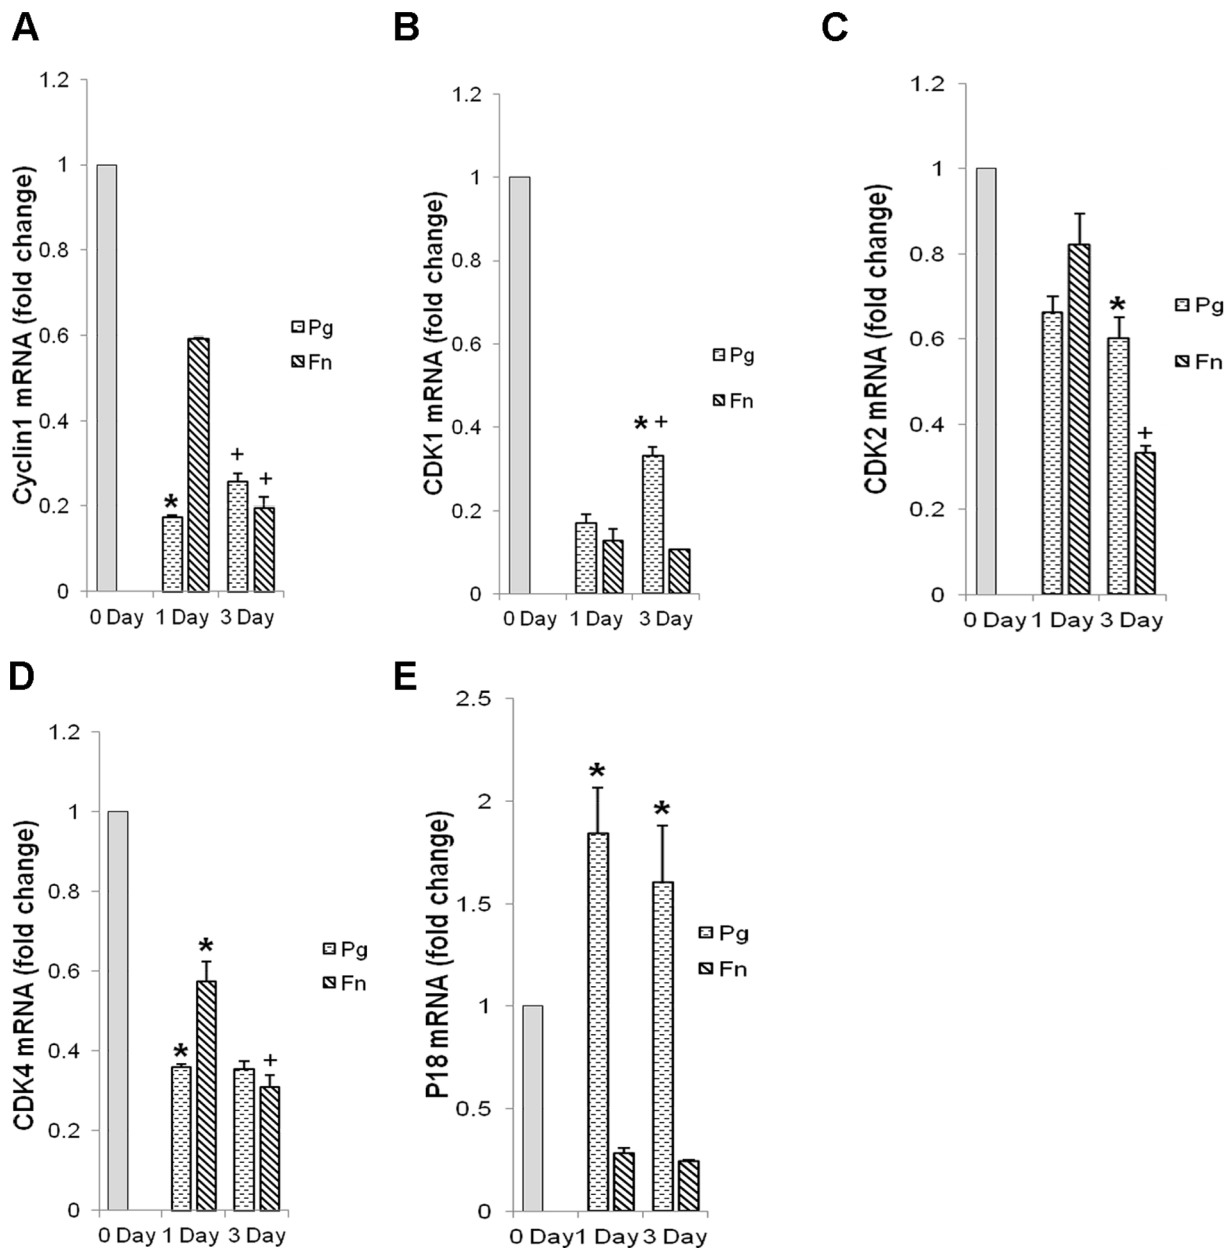 A
Cyclin1 mRNA (fold change)
1.2
1
0.8
0.6
0.4
0.2
0
*
+
+
0 Day 1 Day 3 Day
Pg
Fn
B
CDK1 mRNA (fold change)
1.2
1
0.8
0.6
0.4
0.2
0
* +
0 Day 1 Day 3 Day
Pg
Fn
C
CDK2 mRNA (fold change)
1.2
1
0.8
0.6
0.4
0.2
0
*
+
0 Day 1 Day 3 Day
Pg
Fn
D
CDK4 mRNA (fold change)
1.2
1
0.8
0.6
0.4
0.2
0
*
*
+
0 Day 1 Day 3 Day
Pg
Fn
E
P18 mRNA (fold change)
2.5
2
1.5
1
0.5
0
*
*
0 Day 1 Day 3 Day
Pg
Fn